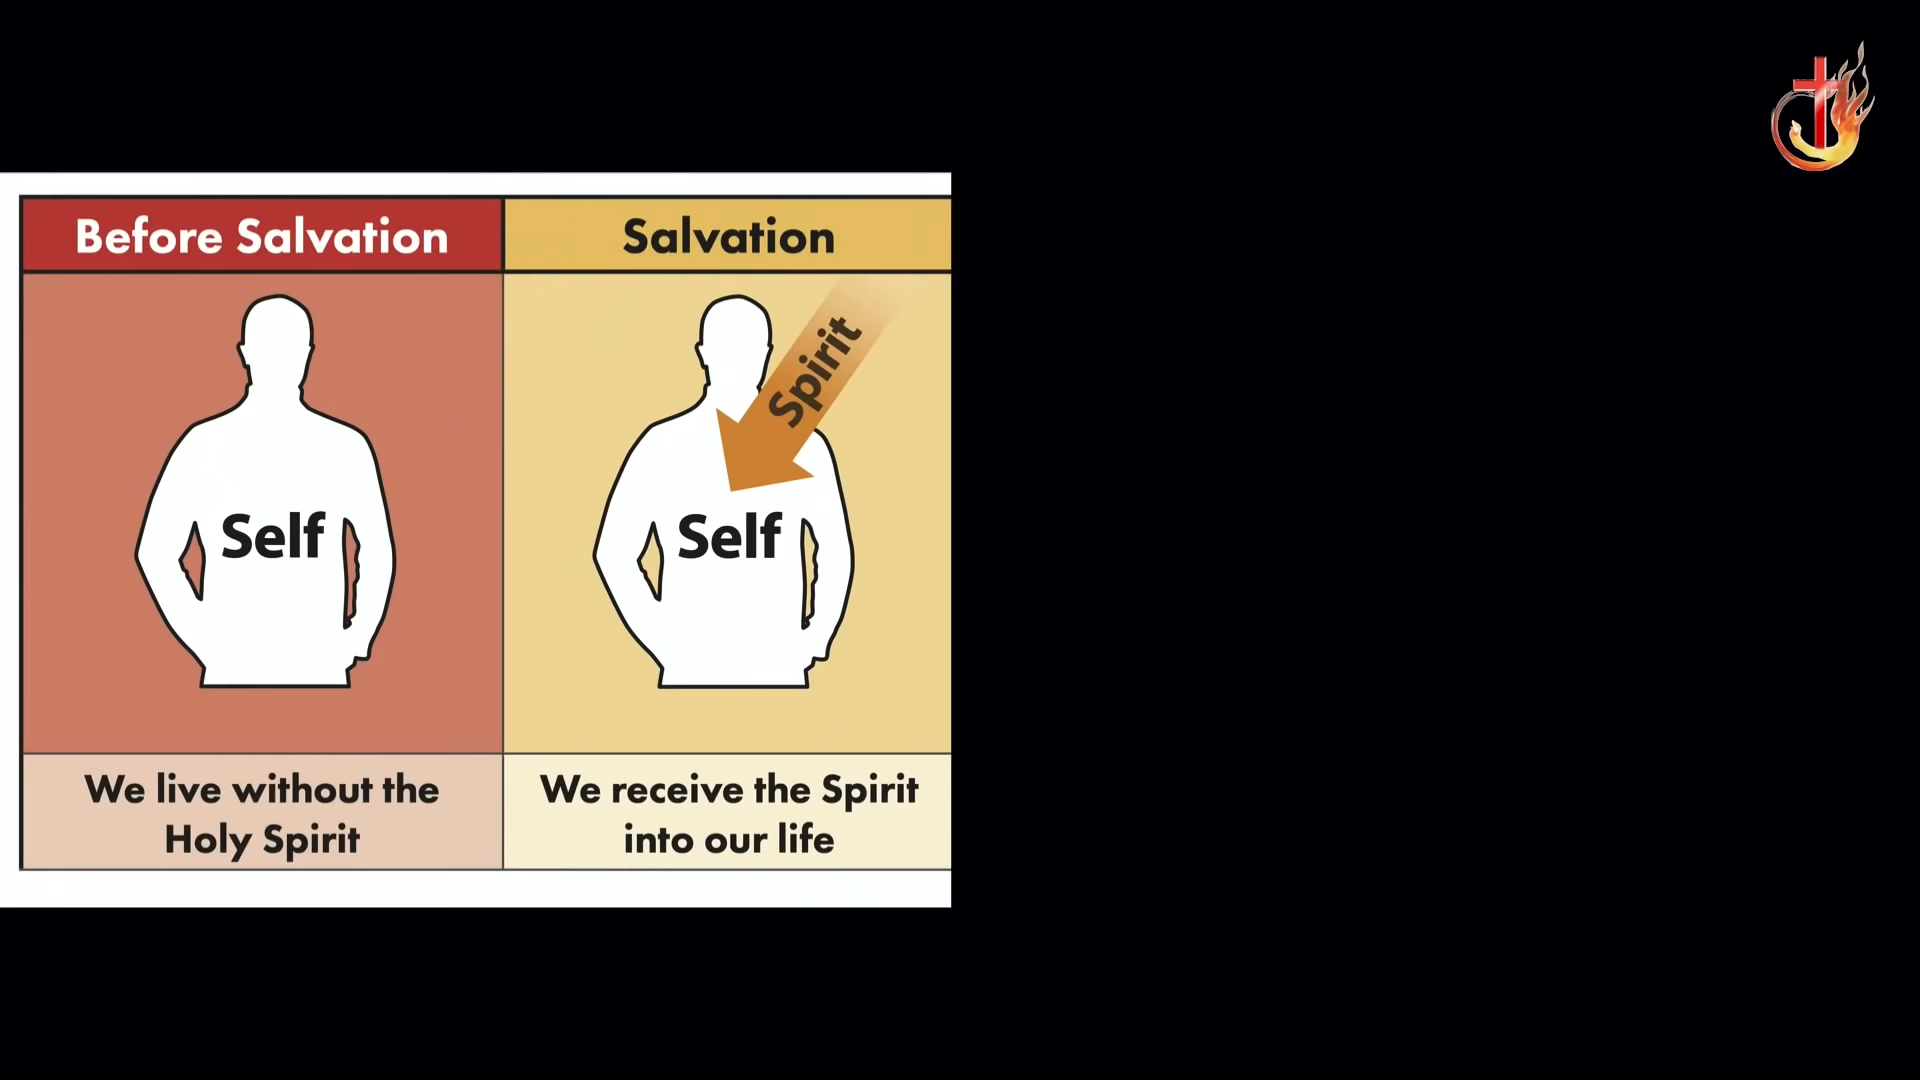 Before Salvation
Salvation
Spirit
Self
Self
We live without the
Holy Spirit
We receive the Spirit
into our life